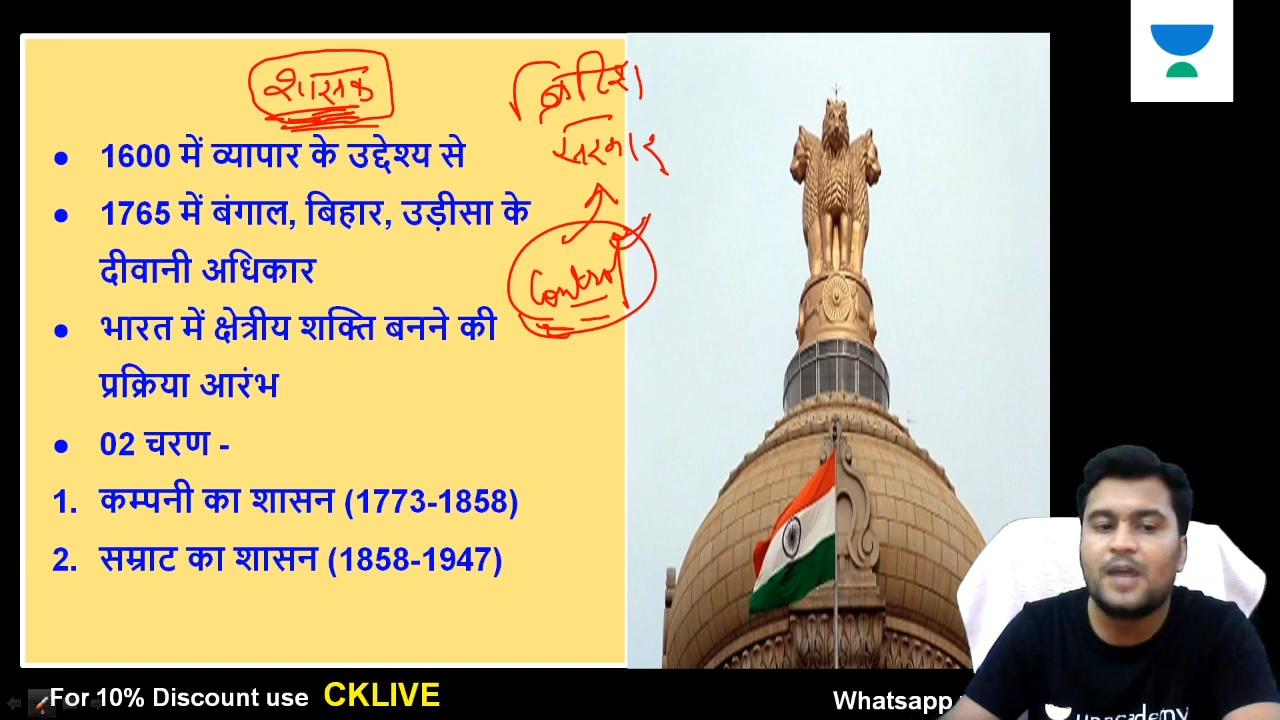 शासक
ब्रिटिश
सरकार
Control
• 1600 में व्यापार के उद्देश्य से
• 1765 में बंगाल, बिहार, उड़ीसा के
दीवानी अधिकार
• भारत में क्षेत्रीय शक्ति बनने की
प्रक्रिया आरंभ
• 02 चरण -
1. कम्पनी का शासन (1773-1858)
2. सम्राट का शासन (1858-1947)
For 10% Discount use CKLIVE
Whatsapp
unacademy